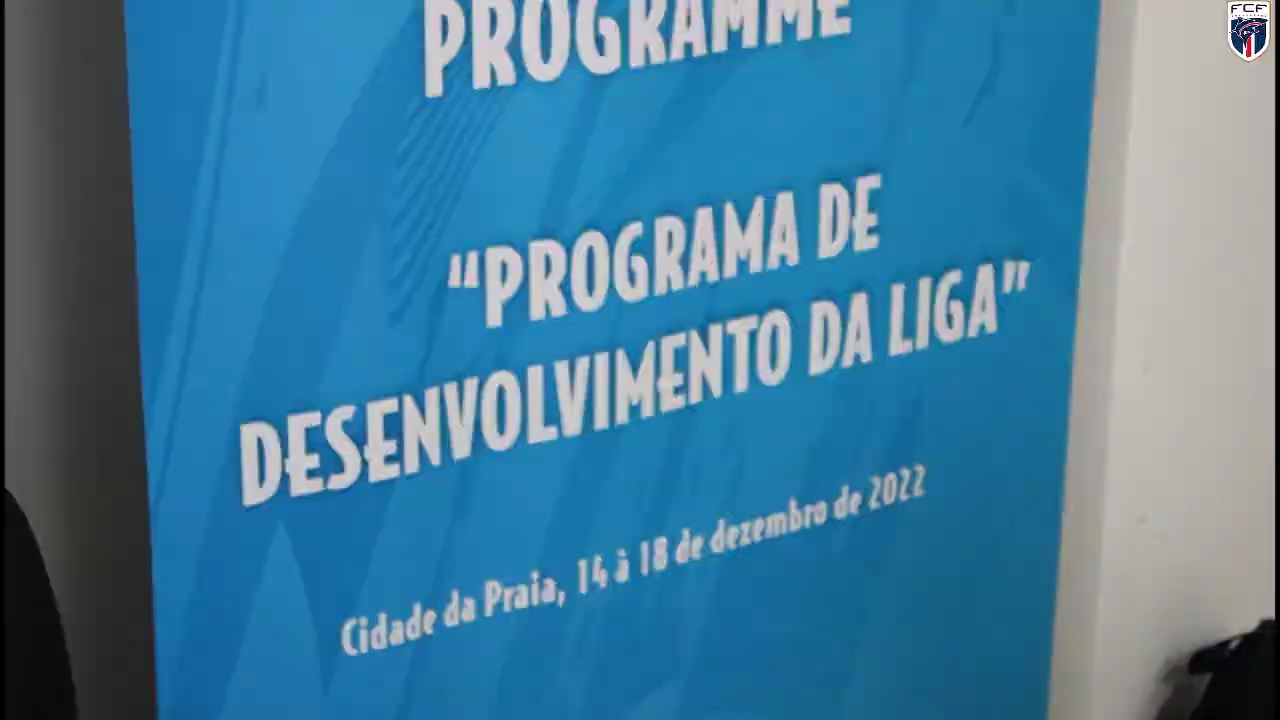 FCF
PROGRAMME
“PROGRAMA DE
DESENVOLVIMENTO DA LIGA”
Cidade da Praia, 14 à 18 de dezembro de 2022